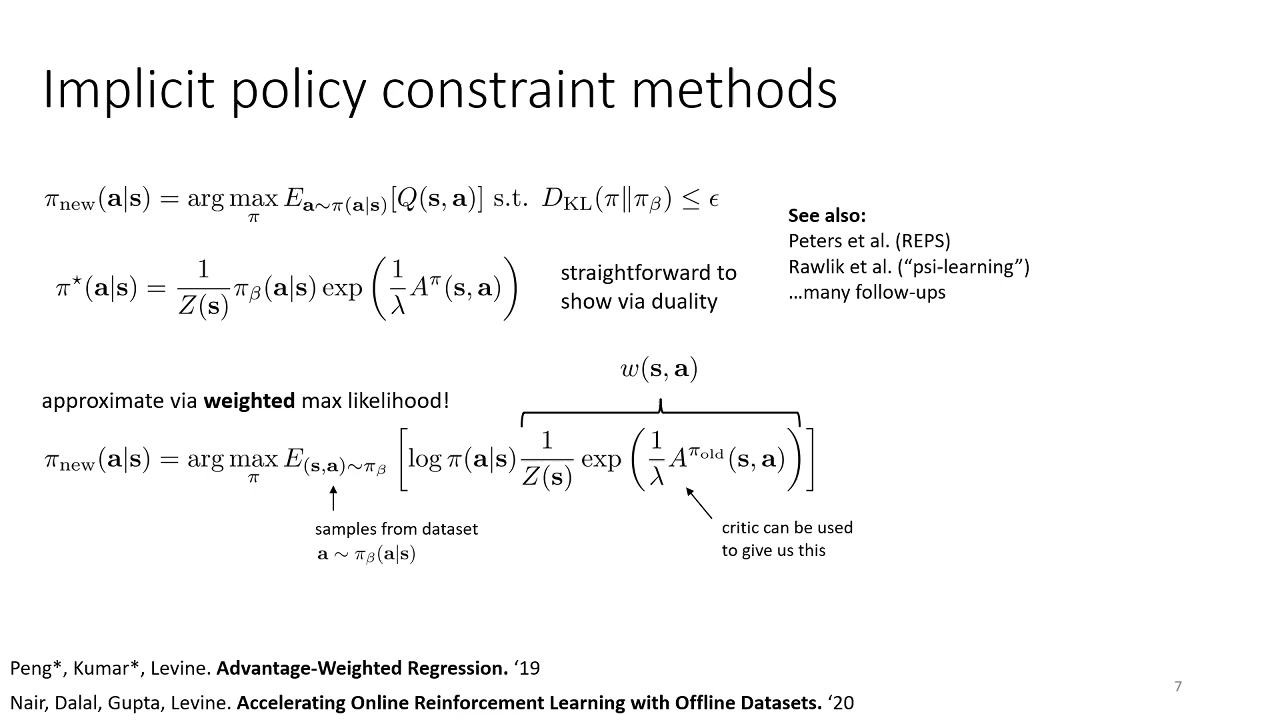 Implicit policy constraint methods
π_new(a|s) = arg max_π E_{a∼π(a|s)}[Q(s, a)] s.t. D_KL(π‖π_β) ≤ ϵ
π⋆(a|s) = 1/Z(s) π_β(a|s) exp(1/λ A^π(s, a))
straightforward to
show via duality
See also:
Peters et al. (REPS)
Rawlik et al. (“psi-learning”)
…many follow-ups
w(s, a)
approximate via weighted max likelihood!
π_new(a|s) = arg max_π E_{(s,a)∼π_β} [log π(a|s) 1/Z(s) exp(1/λ A^{π_old}(s, a))]
samples from dataset
a ∼ π_β(a|s)
critic can be used
to give us this
Peng*, Kumar*, Levine. Advantage-Weighted Regression. ‘19
Nair, Dalal, Gupta, Levine. Accelerating Online Reinforcement Learning with Offline Datasets. ‘20
7